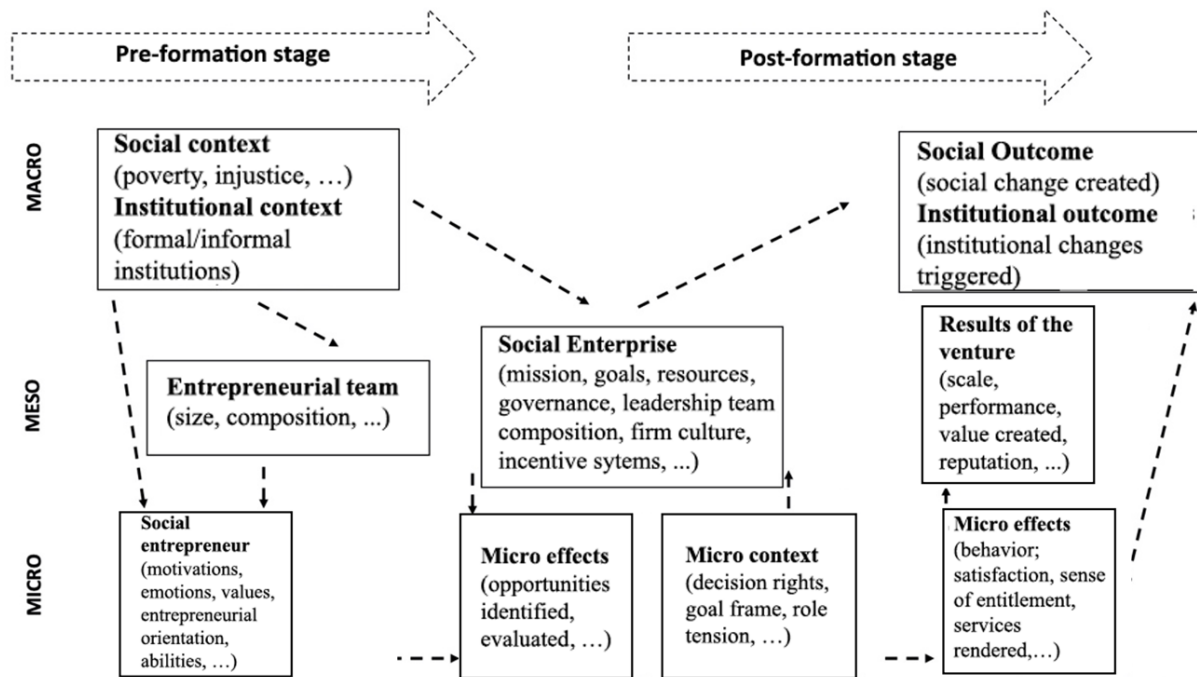 Pre-formation stage
Post-formation stage
MACRO
Social context
(poverty, injustice, …)
Institutional context
(formal/informal
institutions)
Social Outcome
(social change created)
Institutional outcome
(institutional changes
triggered)
MESO
Entrepreneurial team
(size, composition, ...)
Social Enterprise
(mission, goals, resources,
governance, leadership team
composition, firm culture,
incentive sytems, ...)
Results of the
venture
(scale,
performance,
value created,
reputation, ...)
MICRO
Social
entrepreneur
(motivations,
emotions, values,
entrepreneurial
orientation,
abilities, …)
Micro effects
(opportunities
identified,
evaluated, …)
Micro context
(decision rights,
goal frame, role
tension, …)
Micro effects
(behavior;
satisfaction, sense
of entitlement,
services
rendered,…)